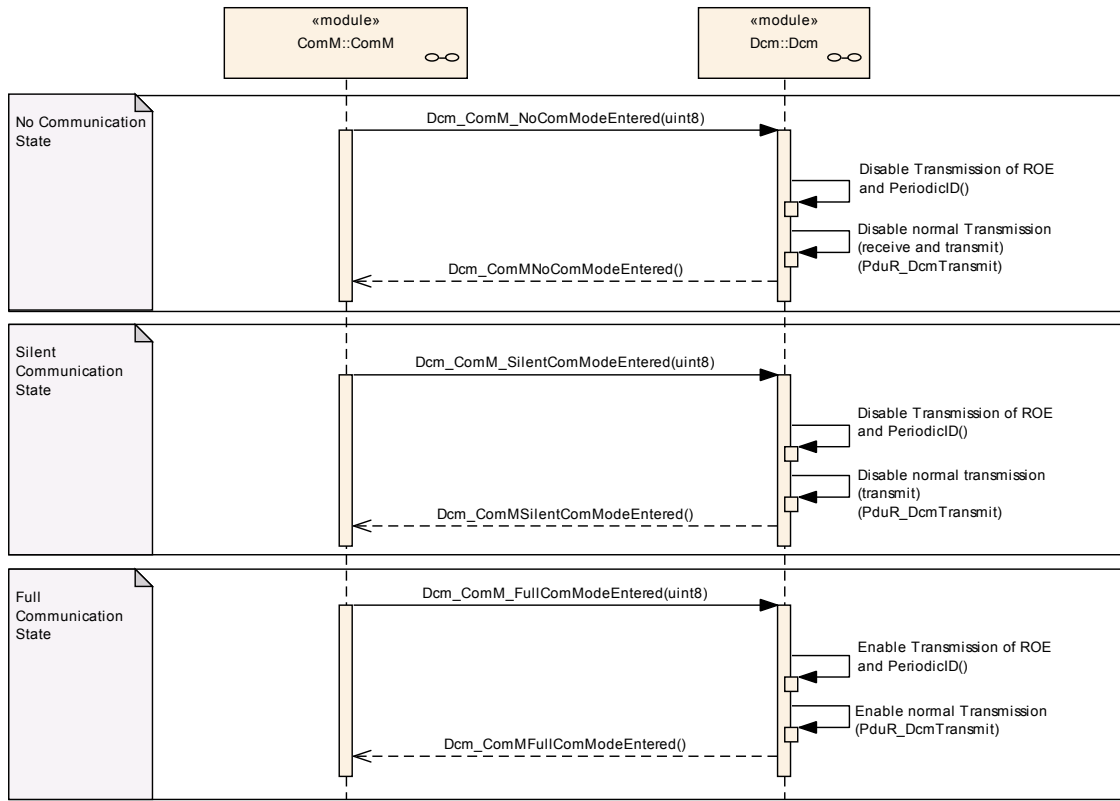 «module»
ComM::ComM
«module»
Dcm::Dcm
No Communication
State
Dcm_ComM_NoComModeEntered(uint8)
Disable Transmission of ROE
and PeriodicID()
Disable normal Transmission
(receive and transmit)
(PduR_DcmTransmit)
Dcm_ComMNoComModeEntered()
Silent
Communication
State
Dcm_ComM_SilentComModeEntered(uint8)
Disable Transmission of ROE
and PeriodicID()
Disable normal transmission
(transmit)
(PduR_DcmTransmit)
Dcm_ComMSilentComModeEntered()
Full
Communication
State
Dcm_ComM_FullComModeEntered(uint8)
Enable Transmission of ROE
and PeriodicID()
Enable normal Transmission
(PduR_DcmTransmit)
Dcm_ComMFullComModeEntered()